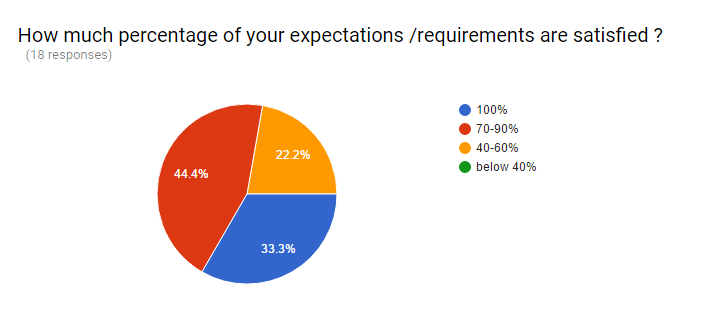 How much percentage of your expectations /requirements are satisfied ?
(18 responses)
22.2%
44.4%
33.3%
100%
70-90%
40-60%
below 40%